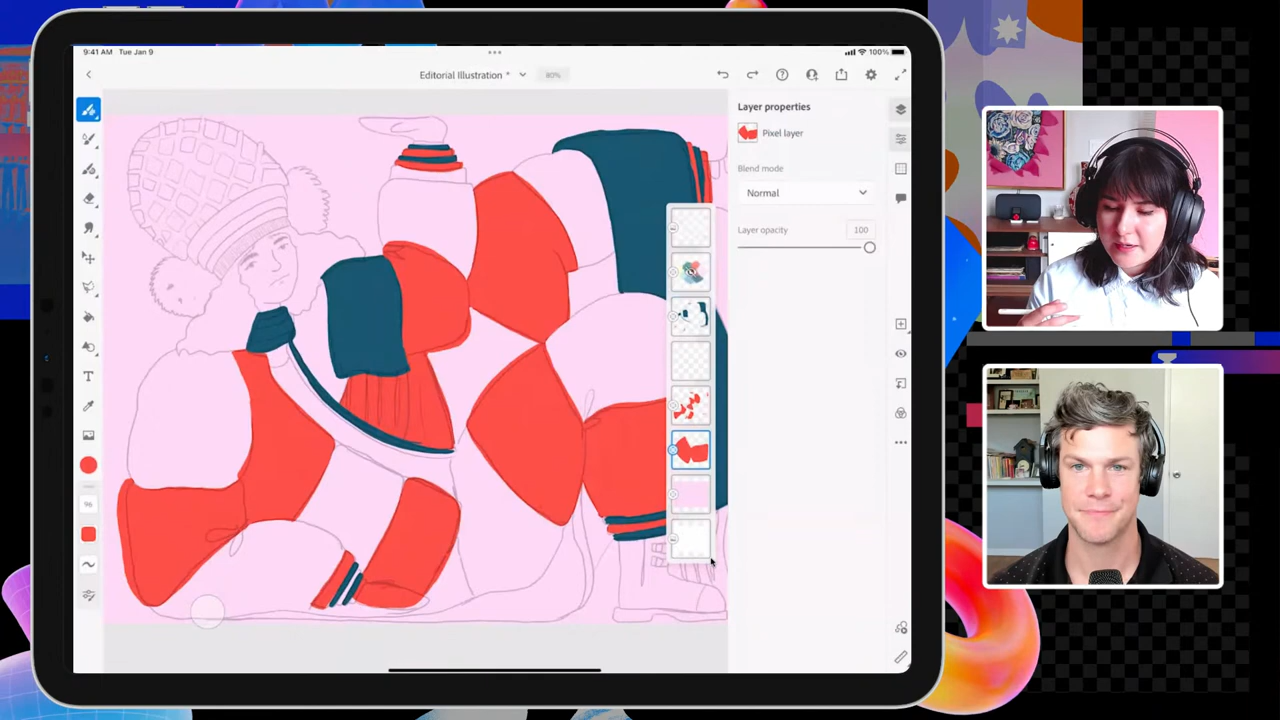 9:41 AM Tue Jan 9
100%
Editorial Illustration *
80%
Layer properties
Pixel layer
Blend mode
Normal
Layer opacity
100
T
96